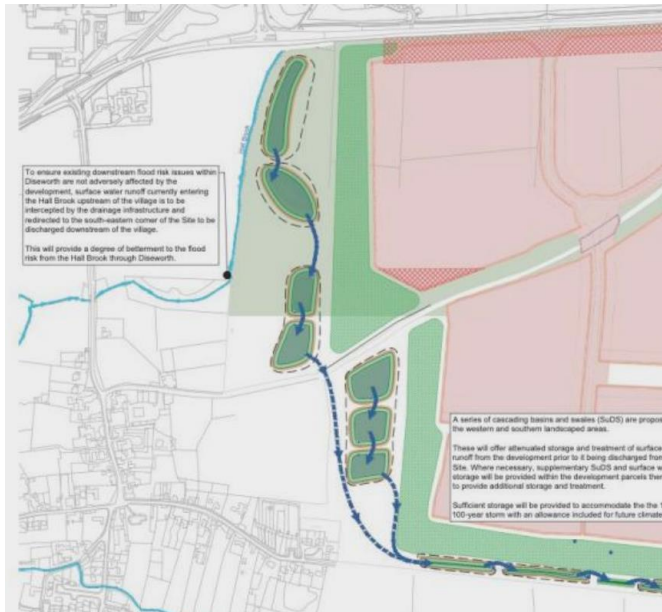 Hall Brook
To ensure existing downstream flood risk issues within
Diseworth are not adversely affected by the
development, surface water runoff currently entering
the Hall Brook upstream of the village is to be
intercepted by the drainage infrastructure and
redirected to the south-eastern corner of the Site to be
discharged downstream of the village.
This will provide a degree of betterment to the flood
risk from the Hall Brook through Diseworth.
A series of cascading basins and swales (SuDS) are propos
the western and southern landscaped areas.
These will offer attenuated storage and treatment of surface
runoff from the development prior to it being discharged from
Site. Where necessary, supplementary SuDS and surface w
storage will be provided within the development parcels then
to provide additional storage and treatment.
Sufficient storage will be provided to accommodate the the 1
100-year storm with an allowance included for future climate